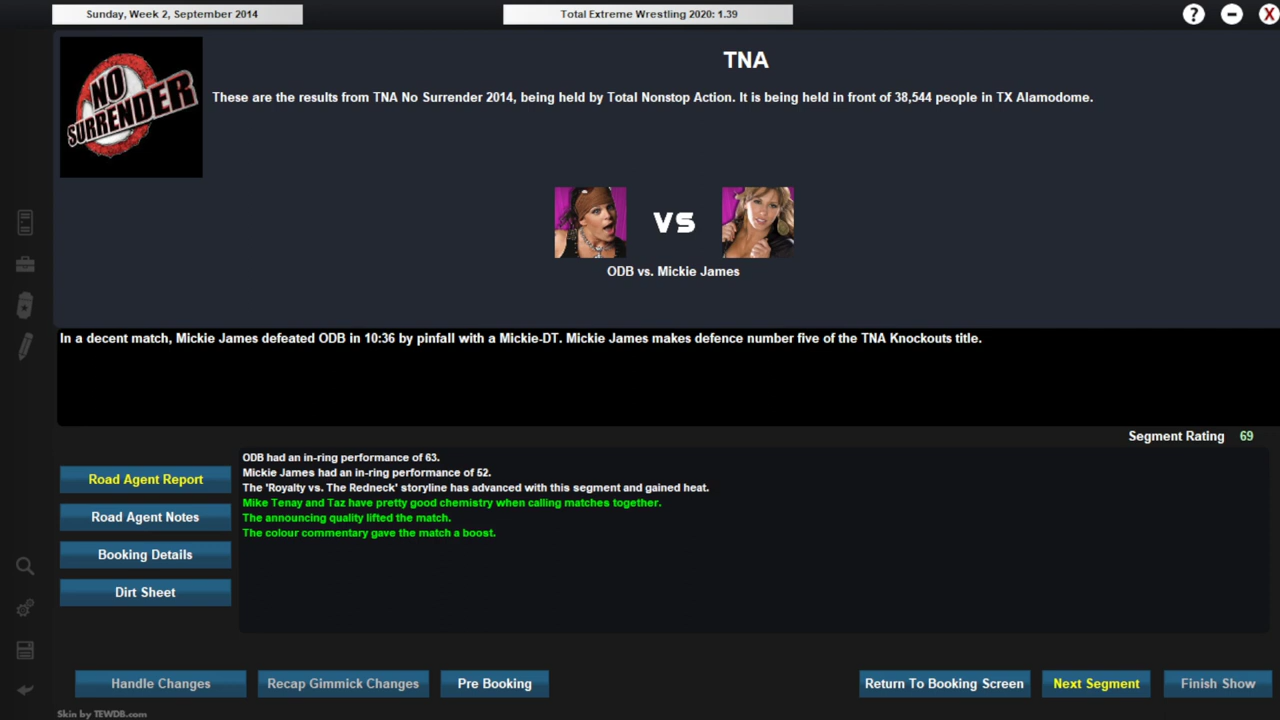 Sunday, Week 2, September 2014
Total Extreme Wrestling 2020: 1.39
?
X
NO
SURRENDER
TNA
These are the results from TNA No Surrender 2014, being held by Total Nonstop Action. It is being held in front of 38,544 people in TX Alamodome.
VS
ODB vs. Mickie James
In a decent match, Mickie James defeated ODB in 10:36 by pinfall with a Mickie-DT. Mickie James makes defence number five of the TNA Knockouts title.
Segment Rating 69
ODB had an in-ring performance of 63.
Mickie James had an in-ring performance of 52.
The 'Royalty vs. The Redneck' storyline has advanced with this segment and gained heat.
Mike Tenay and Taz have pretty good chemistry when calling matches together.
The announcing quality lifted the match.
The colour commentary gave the match a boost.
Road Agent Report
Road Agent Notes
Booking Details
Dirt Sheet
Handle Changes
Recap Gimmick Changes
Pre Booking
Return To Booking Screen
Next Segment
Finish Show
Skin by TEWDB.com